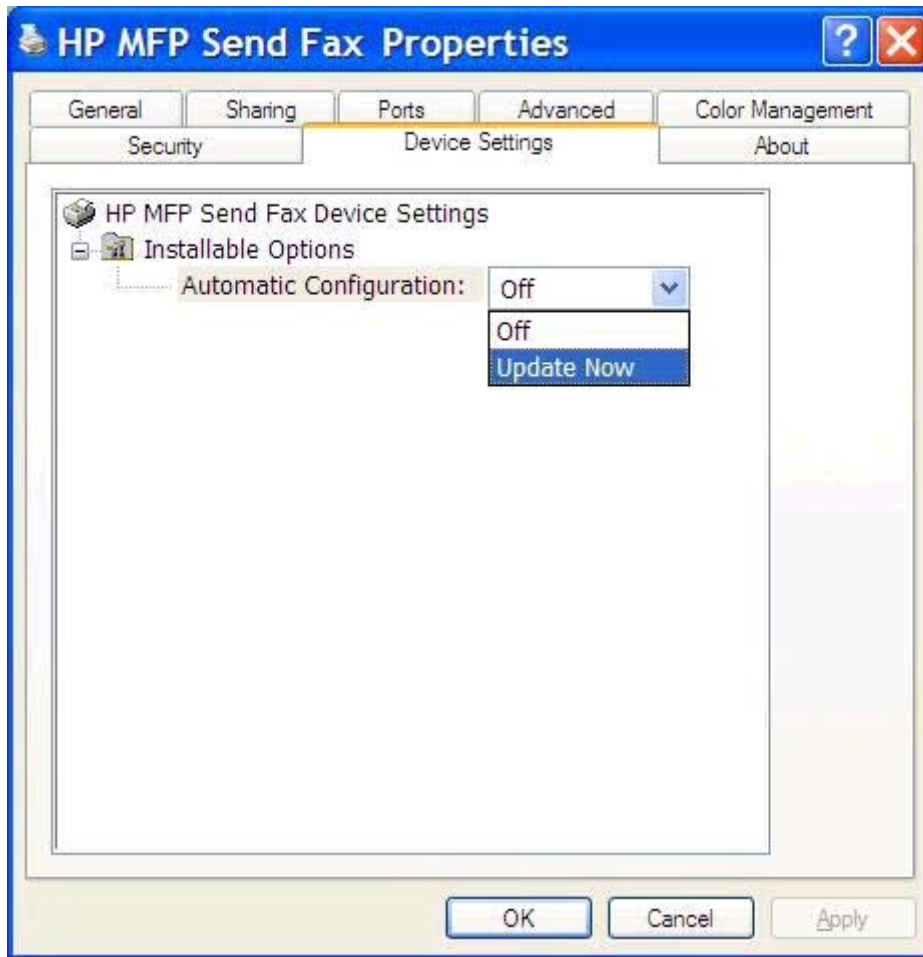 HP MFP Send Fax Properties
General Sharing Ports Advanced Color Management
Security Device Settings About
HP MFP Send Fax Device Settings
Installable Options
Automatic Configuration: Off
Off
Update Now
OK Cancel Apply